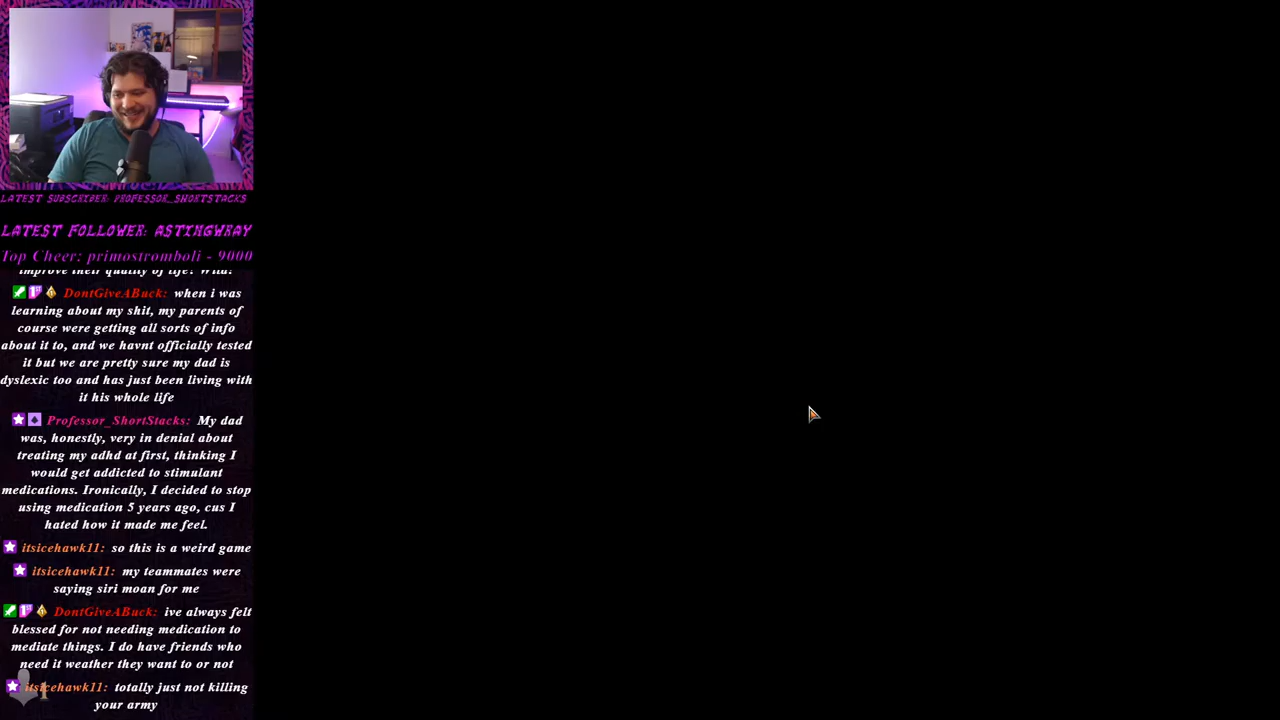 LATEST SUBSCRIBER: PROFESSOR_SHORTSTACKS
LATEST FOLLOWER: ASTINGWRAY
Top Cheer: primostromboli - 9000
improve their quality of life? Wild!
DontGiveABuck: when i was
learning about my shit, my parents of
course were getting all sorts of info
about it to, and we havnt officially tested
it but we are pretty sure my dad is
dyslexic too and has just been living with
it his whole life
Professor_ShortStacks: My dad
was, honestly, very in denial about
treating my adhd at first, thinking I
would get addicted to stimulant
medications. Ironically, I decided to stop
using medication 5 years ago, cus I
hated how it made me feel.
itsicehawk11: so this is a weird game
itsicehawk11: my teammates were
saying siri moan for me
DontGiveABuck: ive always felt
blessed for not needing medication to
mediate things. I do have friends who
need it weather they want to or not
itsicehawk11: totally just not killing
your army